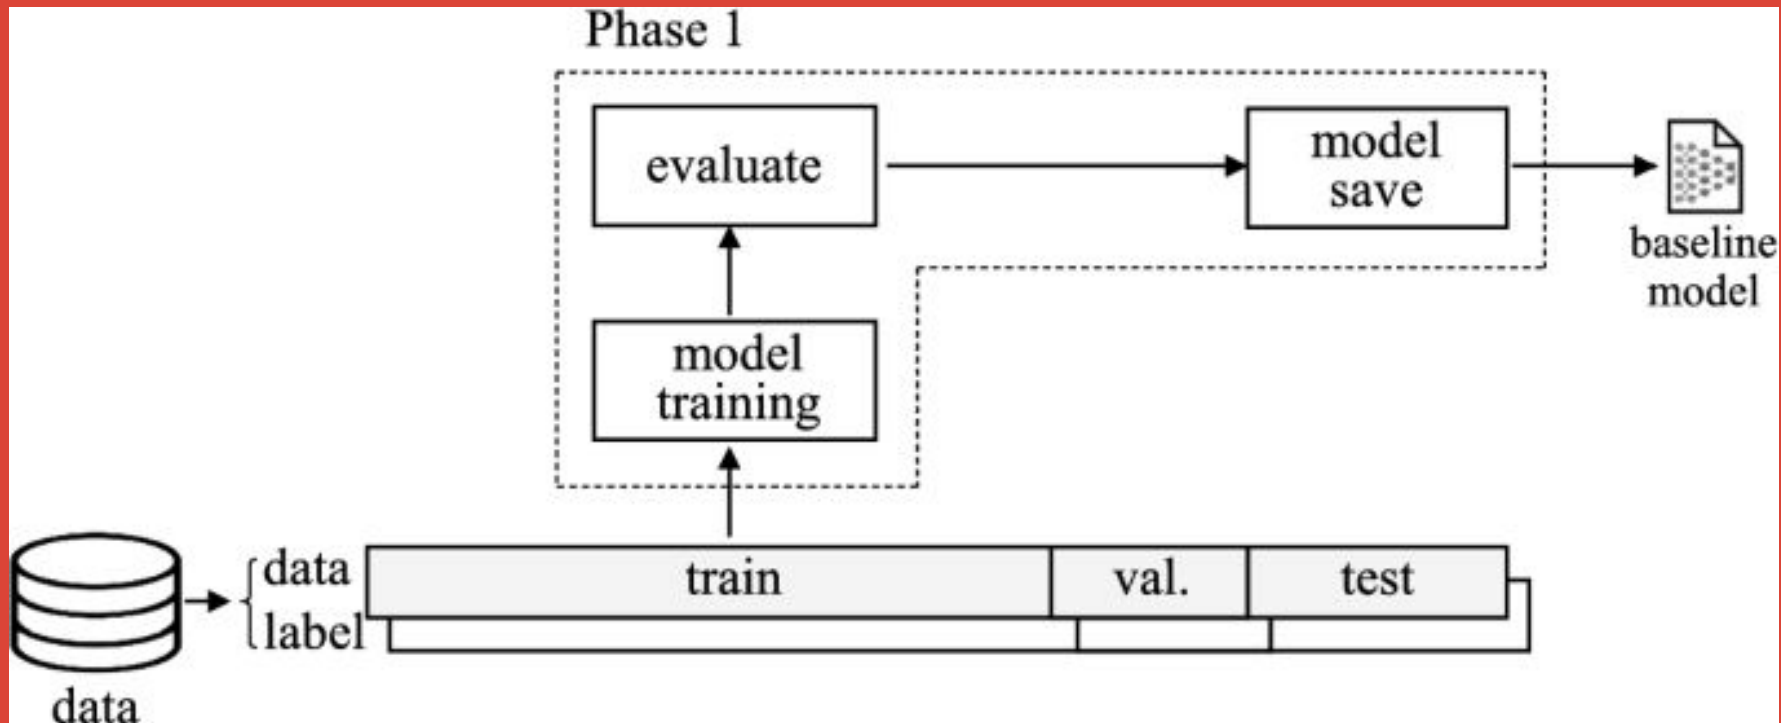 Phase 1
evaluate
model
save
baseline
model
model
training
data
label
train
val.
test
data